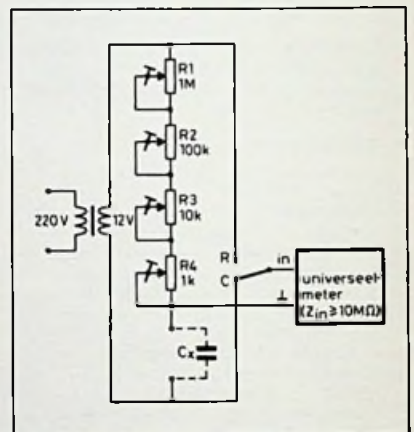 R1
1M
R2
100k
R3
10k
R4
1k
220V
12V
R
C
in
⊥
universeel-
meter
(Zin≥10MΩ)
Cx